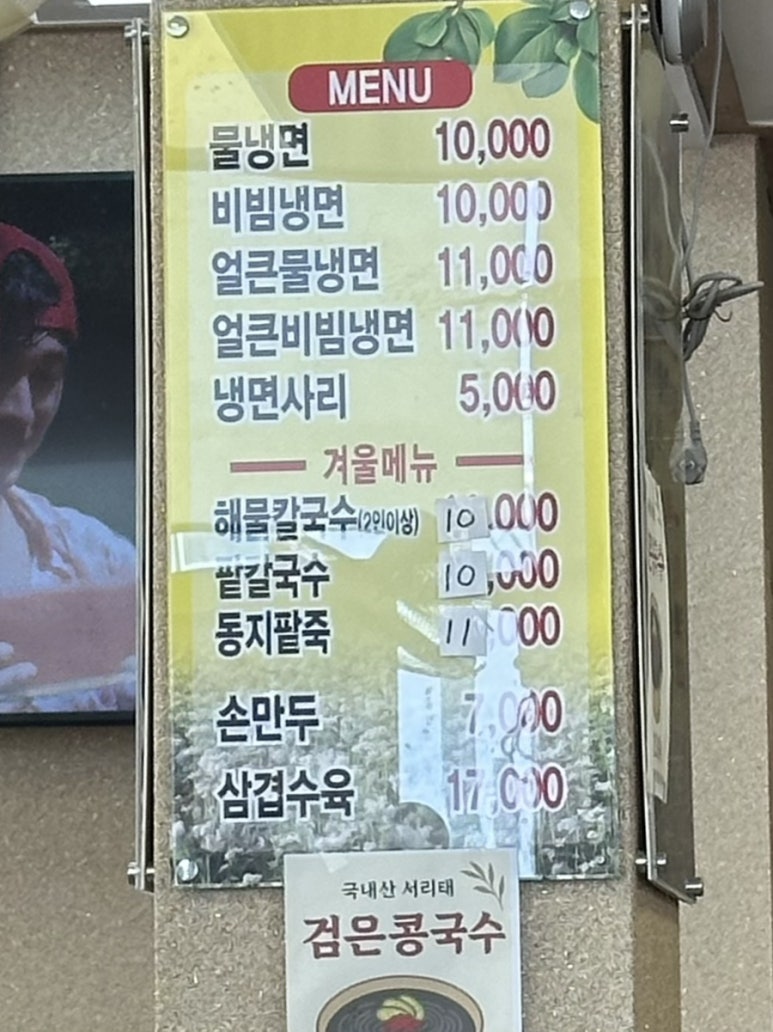 MENU
물냉면 10,000
비빔냉면 10,000
얼큰물냉면 11,000
얼큰비빔냉면 11,000
냉면사리 5,000
겨울메뉴
해물칼국수(2인이상) 10,000
팥칼국수 10,000
동지팥죽 11,000
손만두 7,000
삼겹수육 17,000
국내산 서리태
검은콩국수